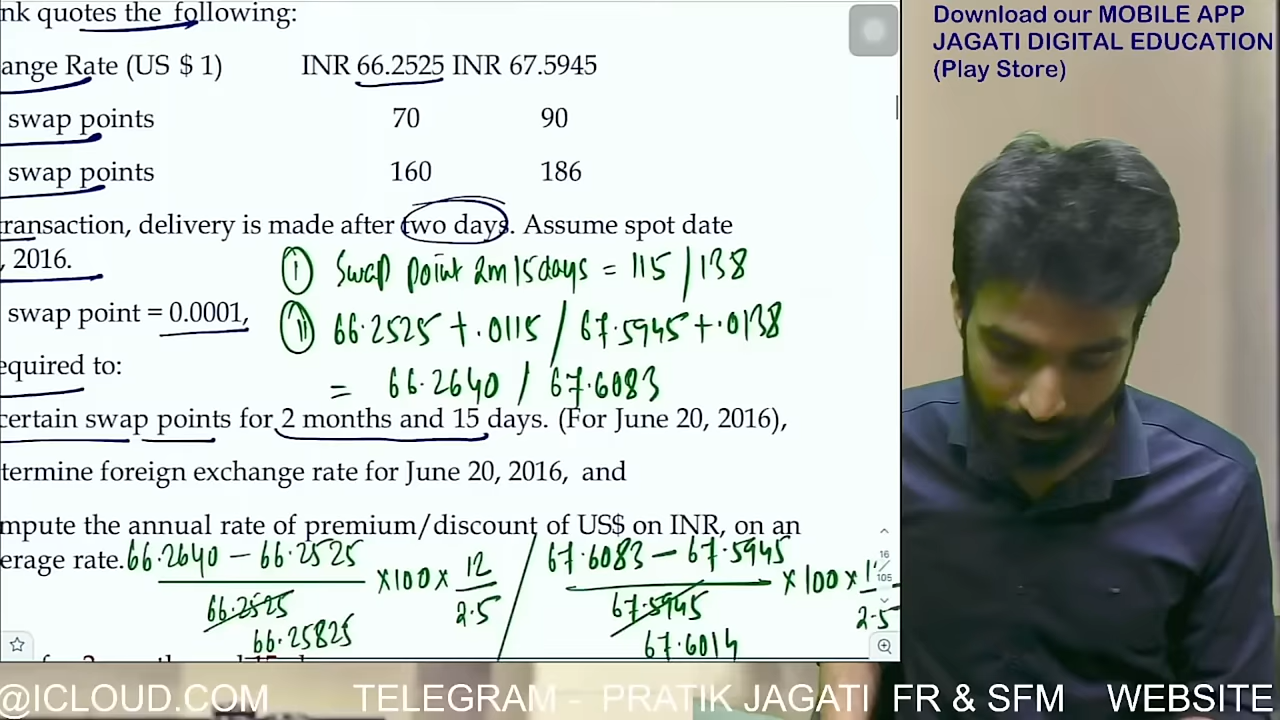 nk quotes the following:
ange Rate (US $ 1) INR 66.2525 INR 67.5945
swap points 70 90
swap points 160 186
ransaction, delivery is made after two days. Assume spot date
, 2016.
(i) Swap point 2m 15 days = 115 / 138
swap point = 0.0001,
(ii) 66.2525 + .0115 / 67.5945 + .0138
equired to:
= 66.2640 / 67.6083
certain swap points for 2 months and 15 days. (For June 20, 2016),
termine foreign exchange rate for June 20, 2016, and
mpute the annual rate of premium/discount of US$ on INR, on an
erage rate.
66.2640 – 66.2525 / 67.6083 – 67.5945
66.2525 ×100× 12 67.5945 ×100×
66.25825 2.5 67.6014 2.5
16
105
Download our MOBILE APP
JAGATI DIGITAL EDUCATION
(Play Store)
@ICLOUD.COM TELEGRAM - PRATIK JAGATI FR & SFM WEBSITE